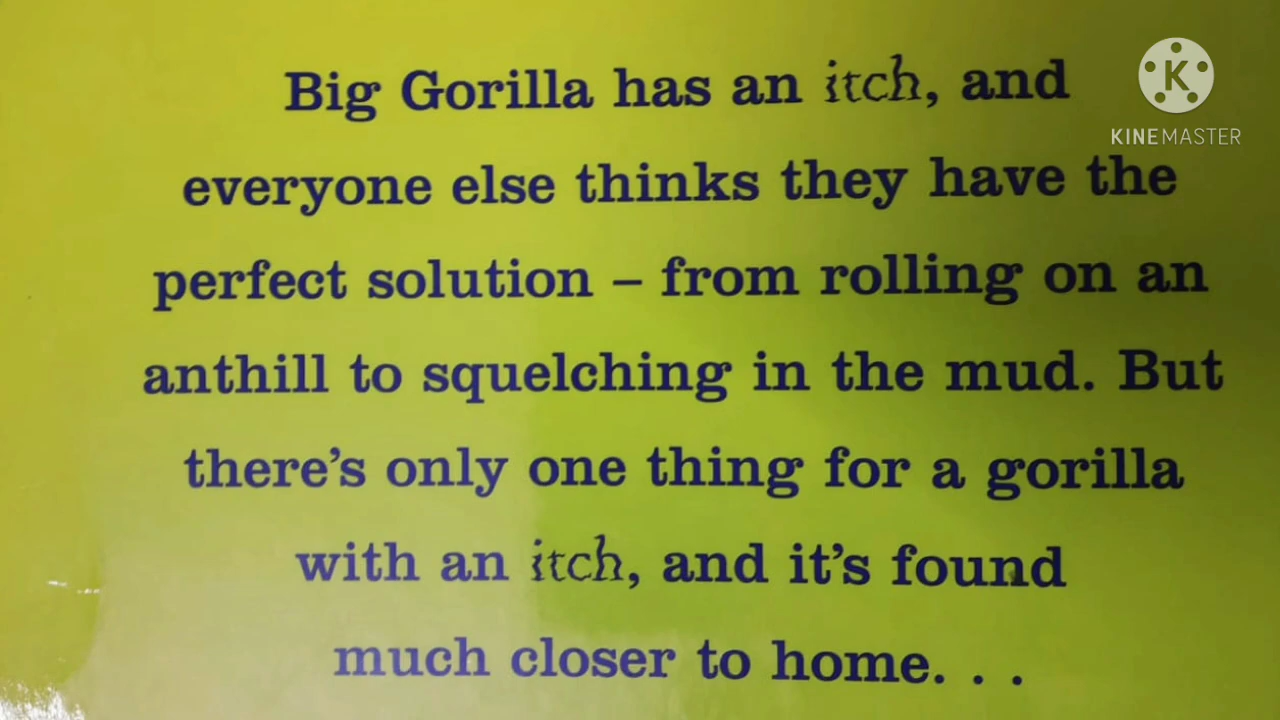 Big Gorilla has an itch, and
everyone else thinks they have the
perfect solution – from rolling on an
anthill to squelching in the mud. But
there's only one thing for a gorilla
with an itch, and it's found
much closer to home. . .
K
KINEMASTER